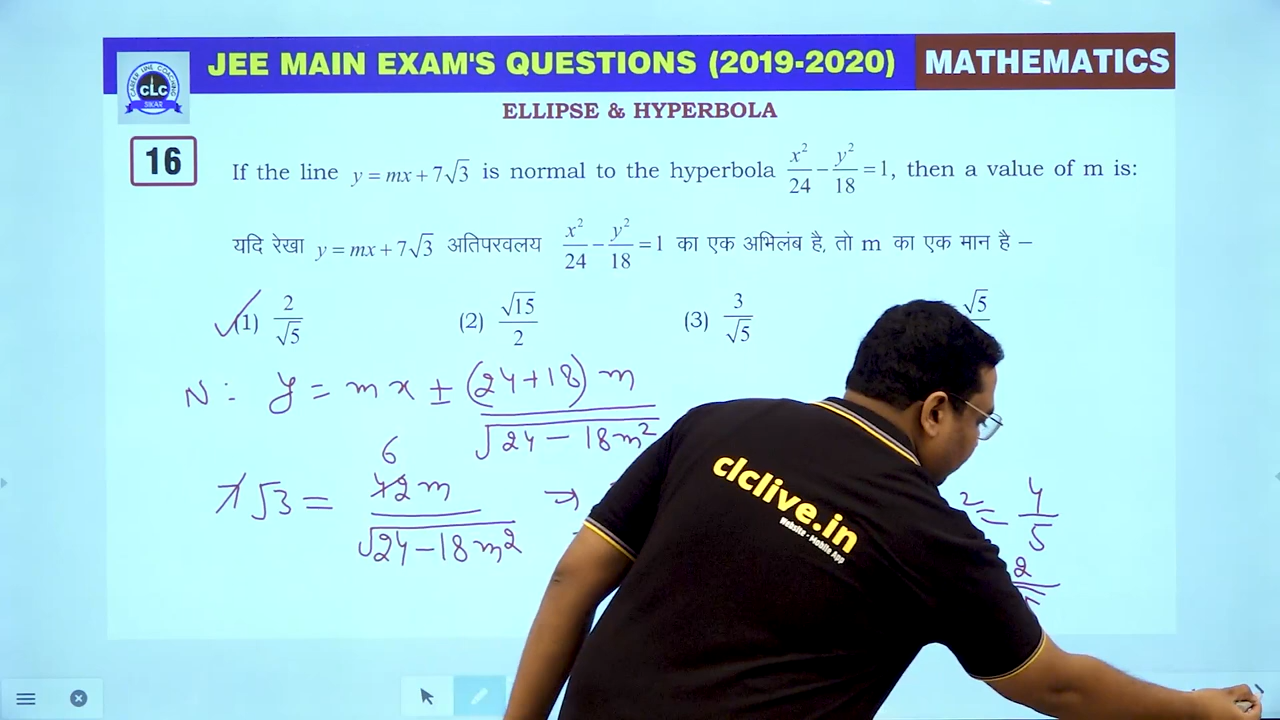 JEE MAIN EXAM'S QUESTIONS (2019-2020) MATHEMATICS
CAREER LINE COACHING
cLc
SIKAR
ELLIPSE & HYPERBOLA
16 If the line y = mx + 7√3 is normal to the hyperbola x²/24 − y²/18 = 1, then a value of m is:
यदि रेखा y = mx + 7√3 अतिपरवलय x²/24 − y²/18 = 1 का एक अभिलंब है, तो m का एक मान है –
(1) 2/√5 (2) √15/2 (3) 3/√5 √5
N : y = mx ± (24+18)m/√24 − 18m²
7√3 = 42m/√24−18m² ⇒ ² = 4/5
6
2
clclive.in
Website - Mobile App